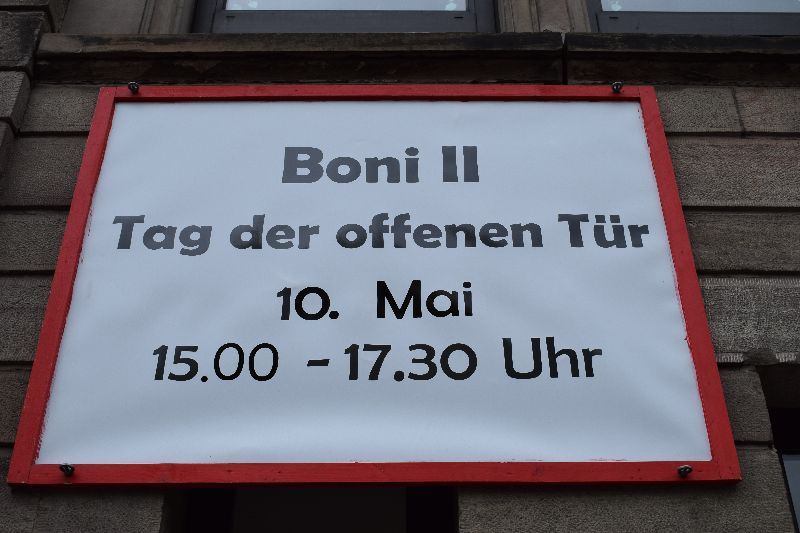 Boni II
Tag der offenen Tür
10. Mai
15.00 - 17.30 Uhr